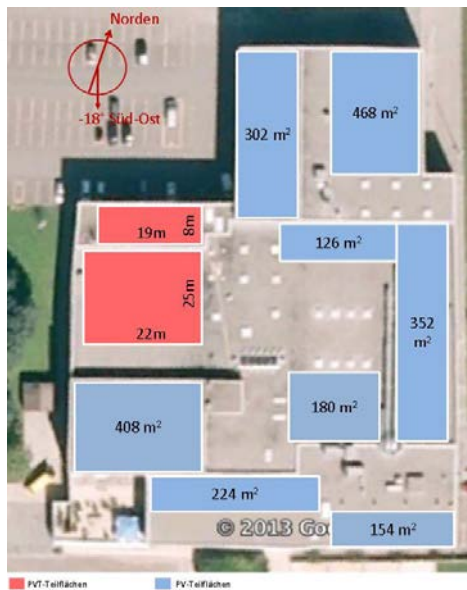 Norden
-18° Süd-Ost
302 m²
468 m²
19m
8m
126 m²
25m
22m
352
m²
408 m²
180 m²
224 m²
© 2013 Goo
154 m²
PVT-Teilflächen
PV-Teilflächen